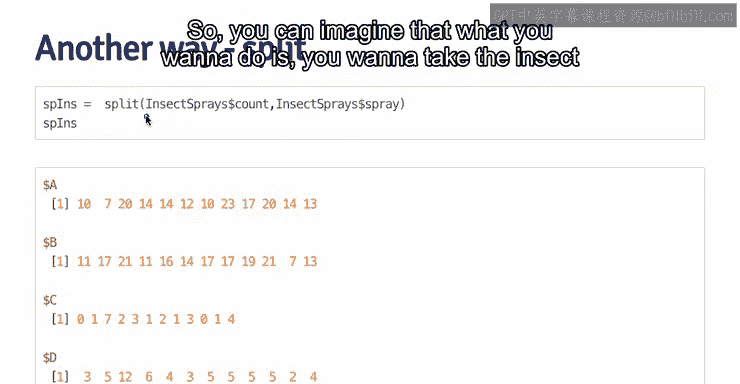 So, you can imagine that what you
wanna do is, you wanna take the insect
Another way - split
spIns =  split(InsectSprays$count,InsectSprays$spray)
spIns
$A
[1] 10  7 20 14 14 12 10 23 17 20 14 13
$B
[1] 11 17 21 11 16 14 17 17 19 21  7 13
$C
[1] 0 1 7 2 3 1 2 1 3 0 1 4
$D
[1]  3  5 12  6  4  3  5  5  5  5  2  4